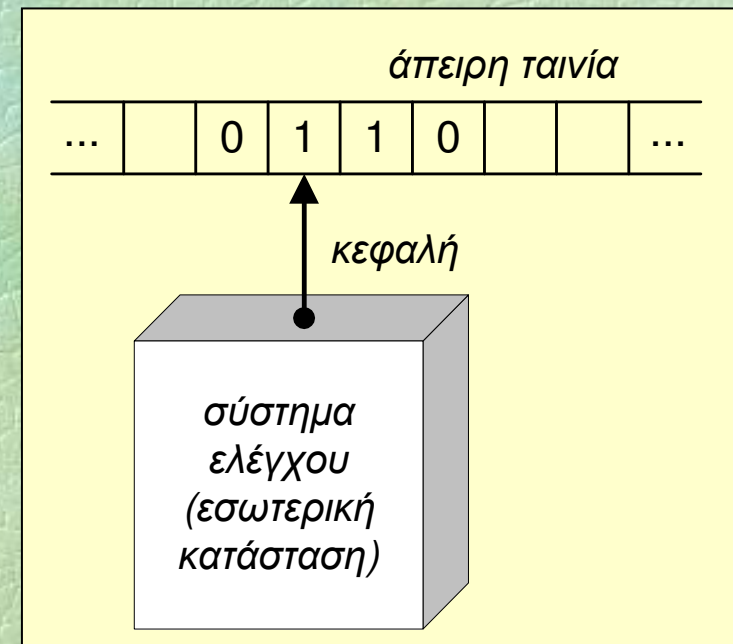 άπειρη ταινία
... 0 1 1 0 ...
κεφαλή
σύστημα
ελέγχου
(εσωτερική
κατάσταση)